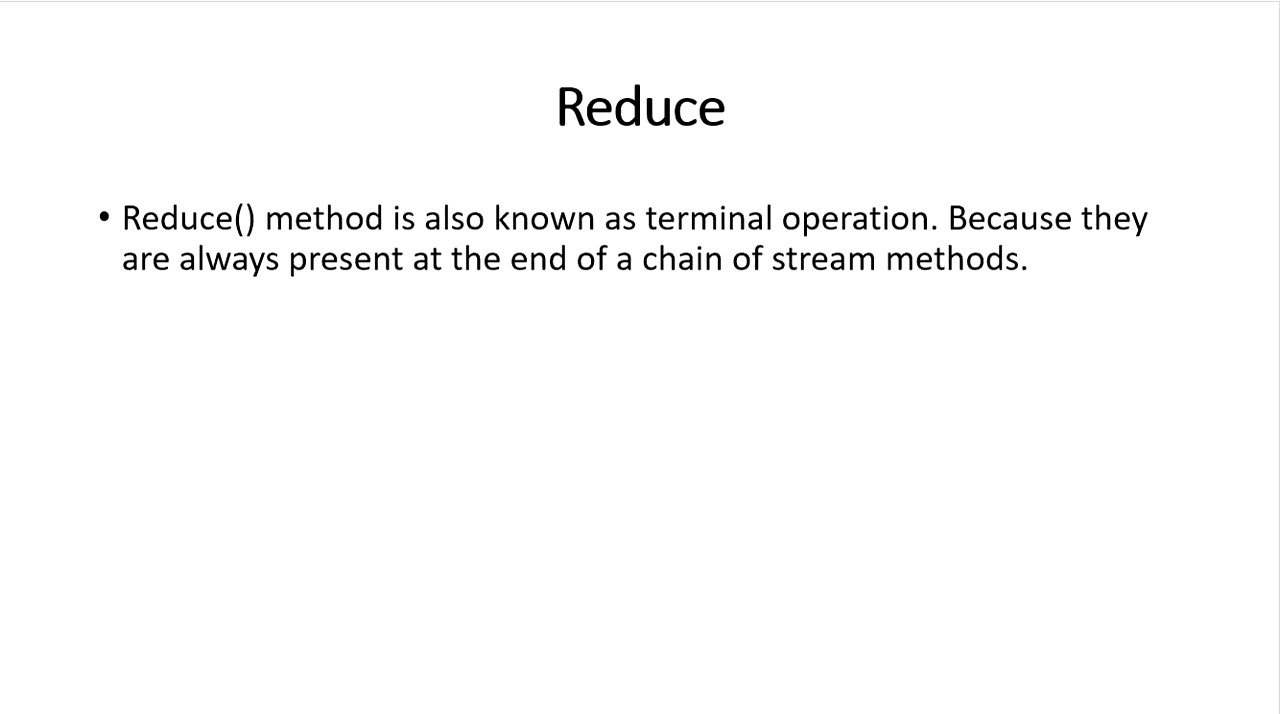 Reduce
• Reduce() method is also known as terminal operation. Because they
are always present at the end of a chain of stream methods.